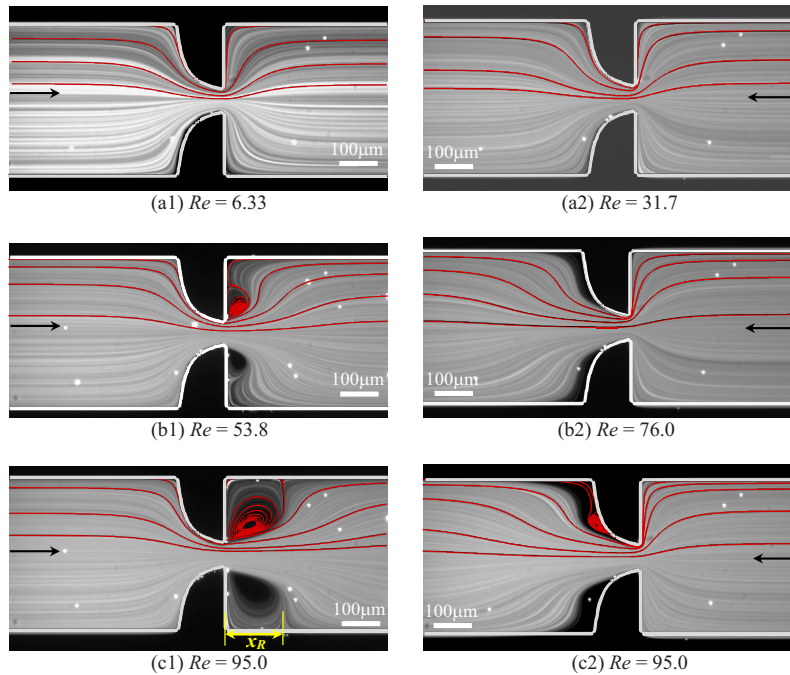 100μm
100μm
(a1) Re = 6.33
(a2) Re = 31.7
100μm
100μm
(b1) Re = 53.8
(b2) Re = 76.0
100μm
100μm
x_R
(c1) Re = 95.0
(c2) Re = 95.0